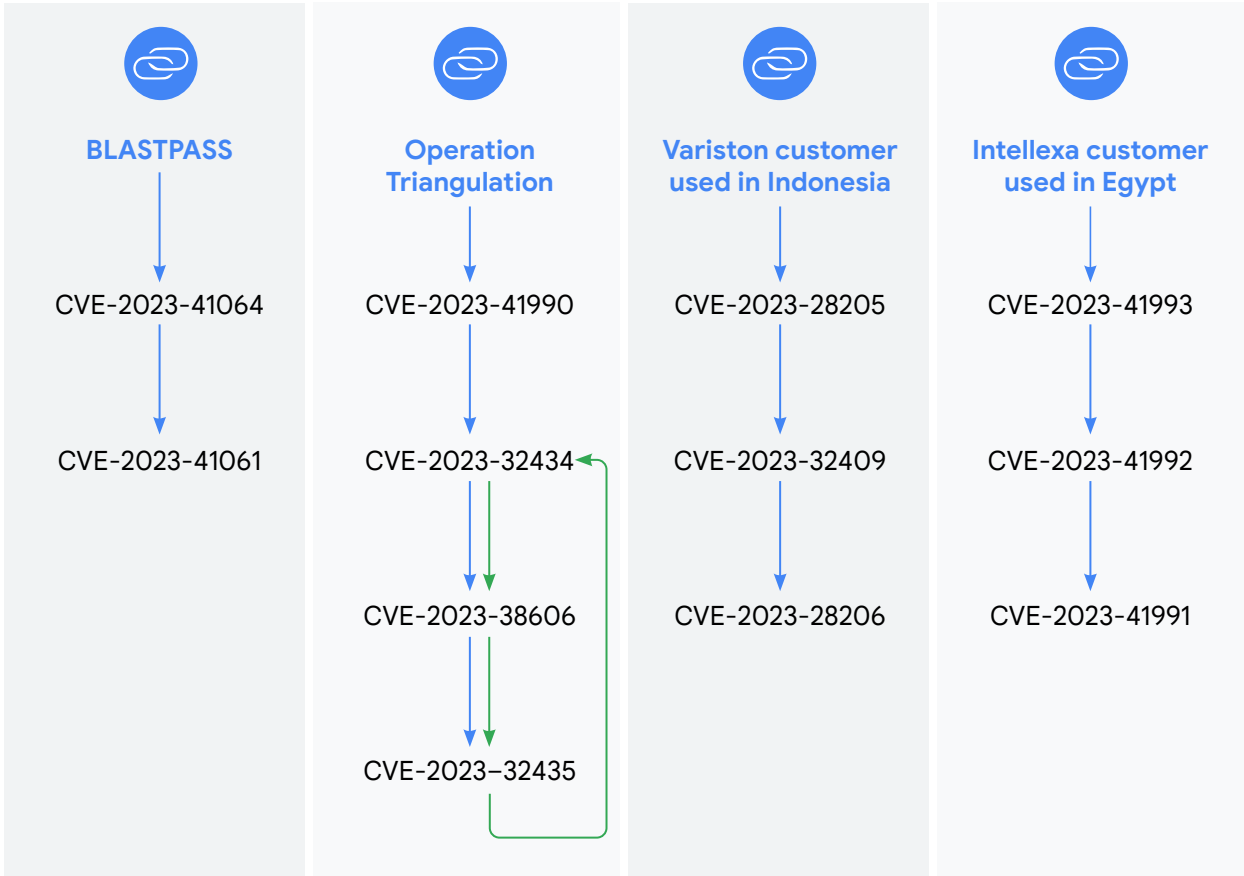 BLASTPASS
CVE-2023-41064
CVE-2023-41061
Operation
Triangulation
CVE-2023-41990
CVE-2023-32434
CVE-2023-38606
CVE-2023–32435
Variston customer
used in Indonesia
CVE-2023-28205
CVE-2023-32409
CVE-2023-28206
Intellexa customer
used in Egypt
CVE-2023-41993
CVE-2023-41992
CVE-2023-41991